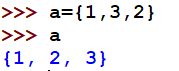 >>> a={1,3,2}
>>> a
{1, 2, 3}